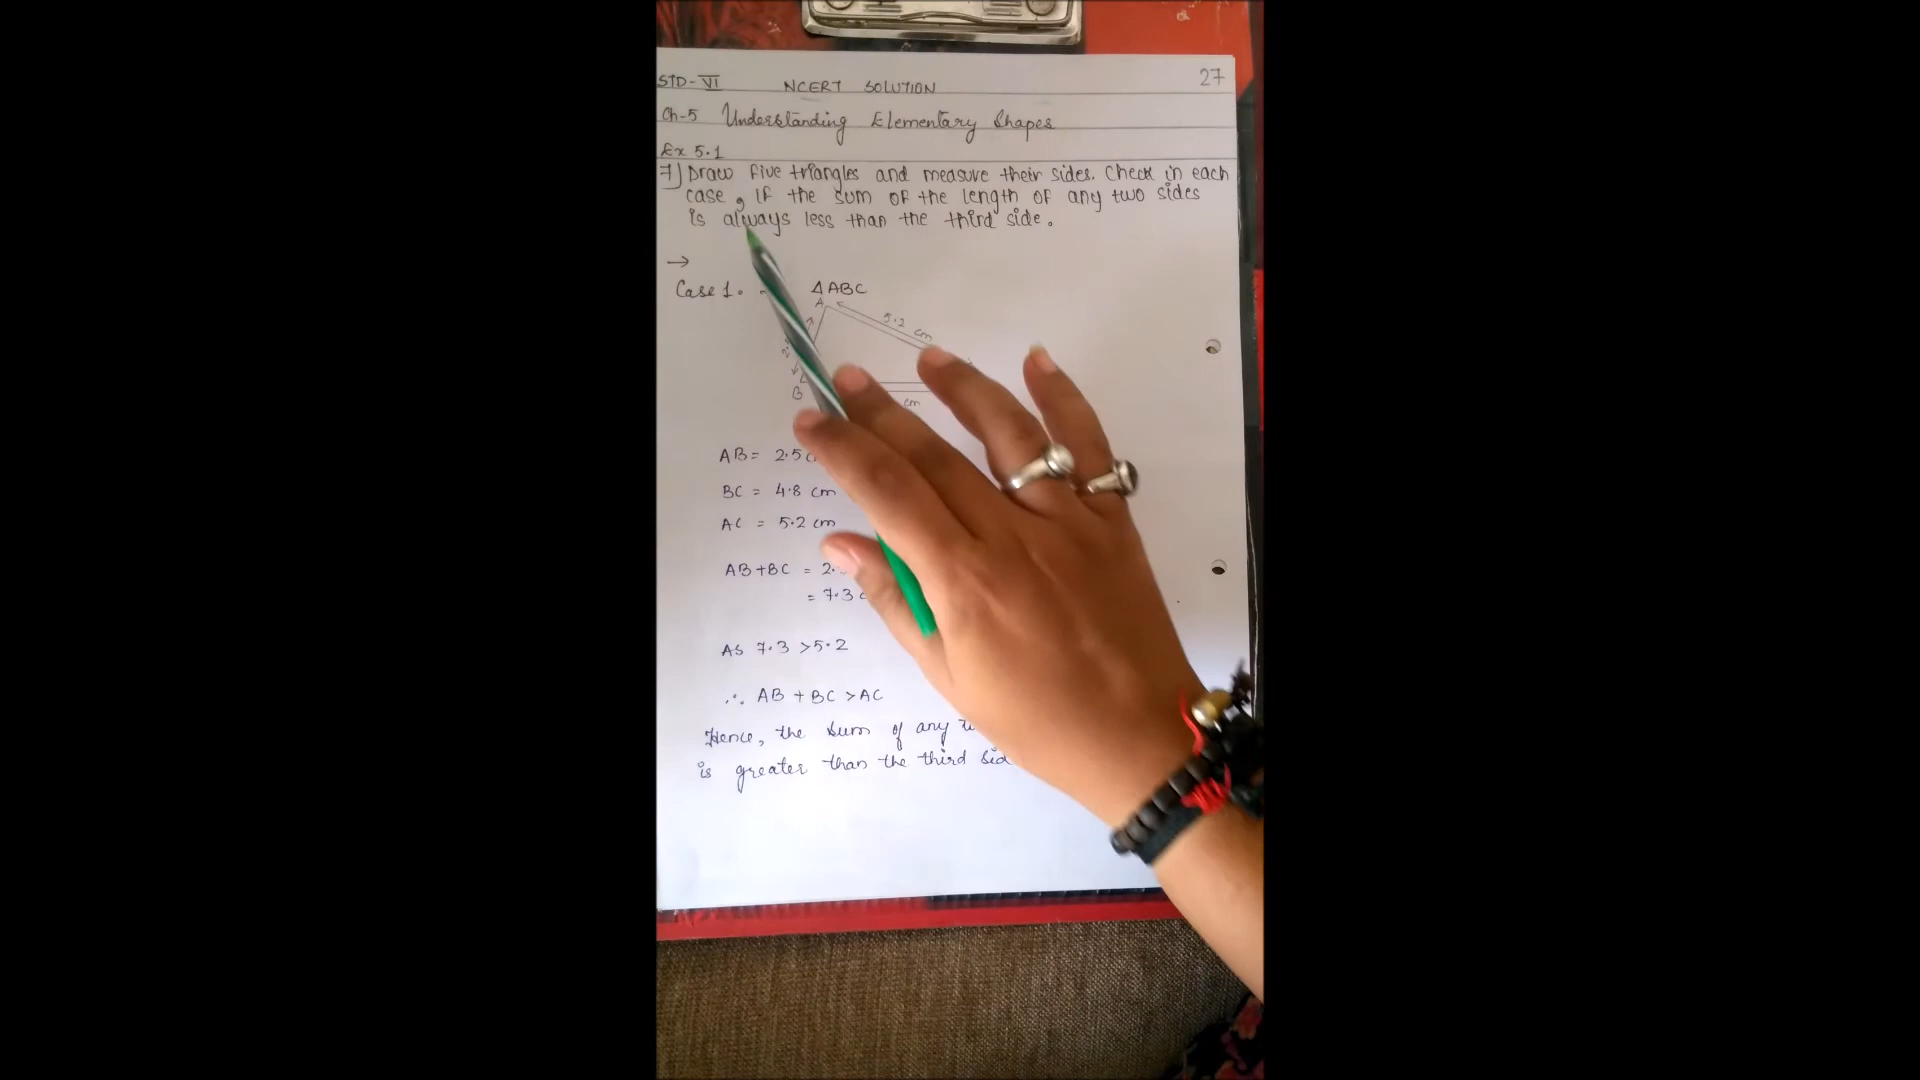 STD-VI NCERT SOLUTION 27
Ch-5 Understanding Elementary Shapes
Ex 5.1
7) Draw five triangles and measure their sides. Check in each
case, if the sum of the length of any two sides
is always less than the third side.
→
Case 1. ΔABC
A
5.2 cm
B
cm
AB= 2.5
BC = 4.8 cm
AC = 5.2 cm
AB+BC = 2.
= 7.3
As 7.3 >5.2
∴ AB + BC >AC
Hence, the sum of any
is greater than the third